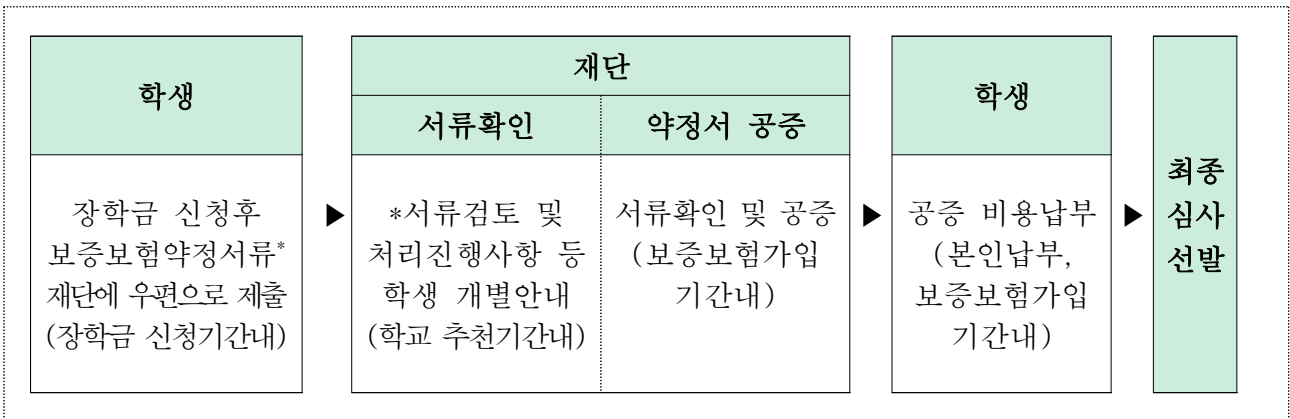 학생
장학금 신청후
보증보험약정서류*
재단에 우편으로 제출
(장학금 신청기간내)
▶
재단
서류확인
*서류검토 및
처리진행사항 등
학생 개별안내
(학교 추천기간내)
약정서 공증
서류확인 및 공증
(보증보험가입
기간내)
▶
학생
공증 비용납부
(본인납부,
보증보험가입
기간내)
▶
최종
심사
선발